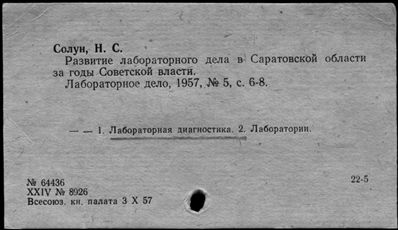 Солун, Н. С.
Развитие лабораторного дела в Саратовской области
за годы Советской власти.
Лабораторное дело, 1957, № 5, с. 6-8.
— — 1. Лабораторная диагностика. 2. Лаборатории.
№ 64436
22-5
XXIV № 8926
Всесоюз. кн. палата 3 X 57